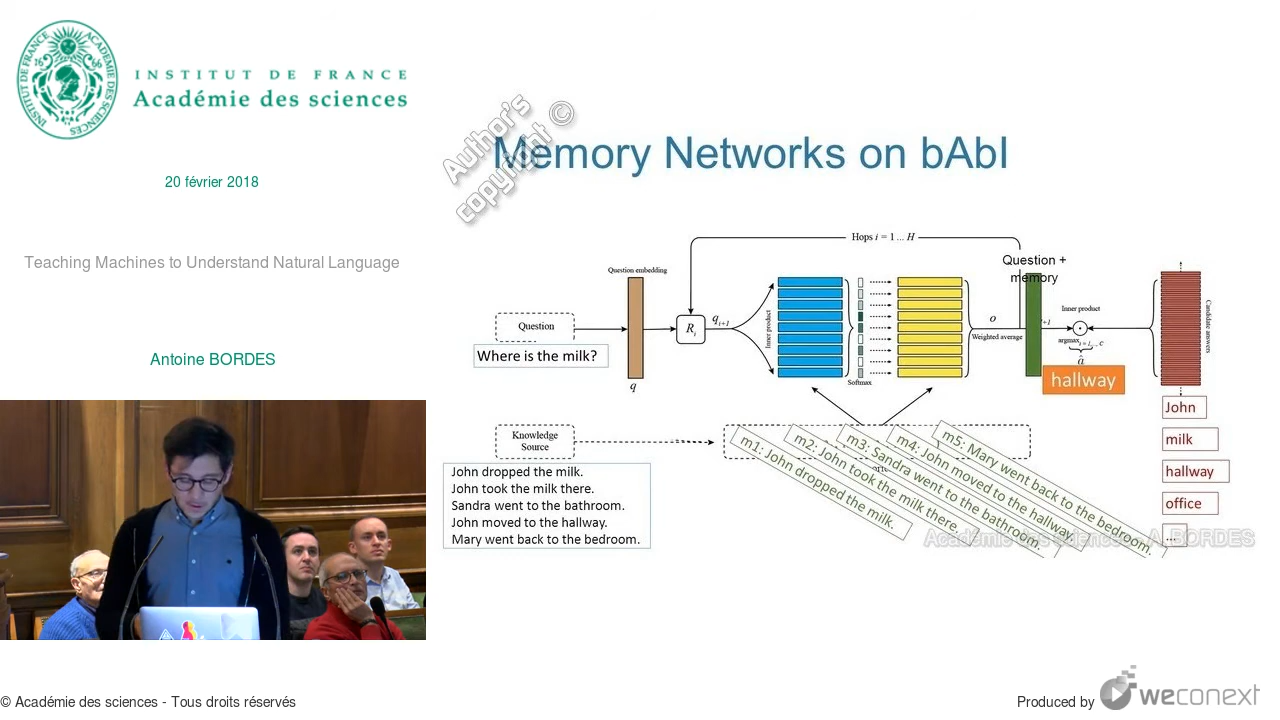 INSTITUT DE FRANCE
Académie des sciences
20 février 2018
Teaching Machines to Understand Natural Language
Antoine BORDES
Author's
copyright ©
Memory Networks on bAbI
Hops i = 1 ... H
Question embedding
Question +
memory
Question
Where is the milk?
q
Ri
qi+1
Inner product
Softmax
o
Weighted average
Inner product
argmax i = 1,.., C
â
hallway
Candidate answers
John
milk
hallway
office
...
Knowledge
Source
John dropped the milk.
John took the milk there.
Sandra went to the bathroom.
John moved to the hallway.
Mary went back to the bedroom.
m1: John dropped the milk.
m2: John took the milk there.
m3: Sandra went to the bathroom.
m4: John moved to the hallway.
m5: Mary went back to the bedroom.
Académie des sciences - A. BORDES
© Académie des sciences - Tous droits réservés
Produced by weconext